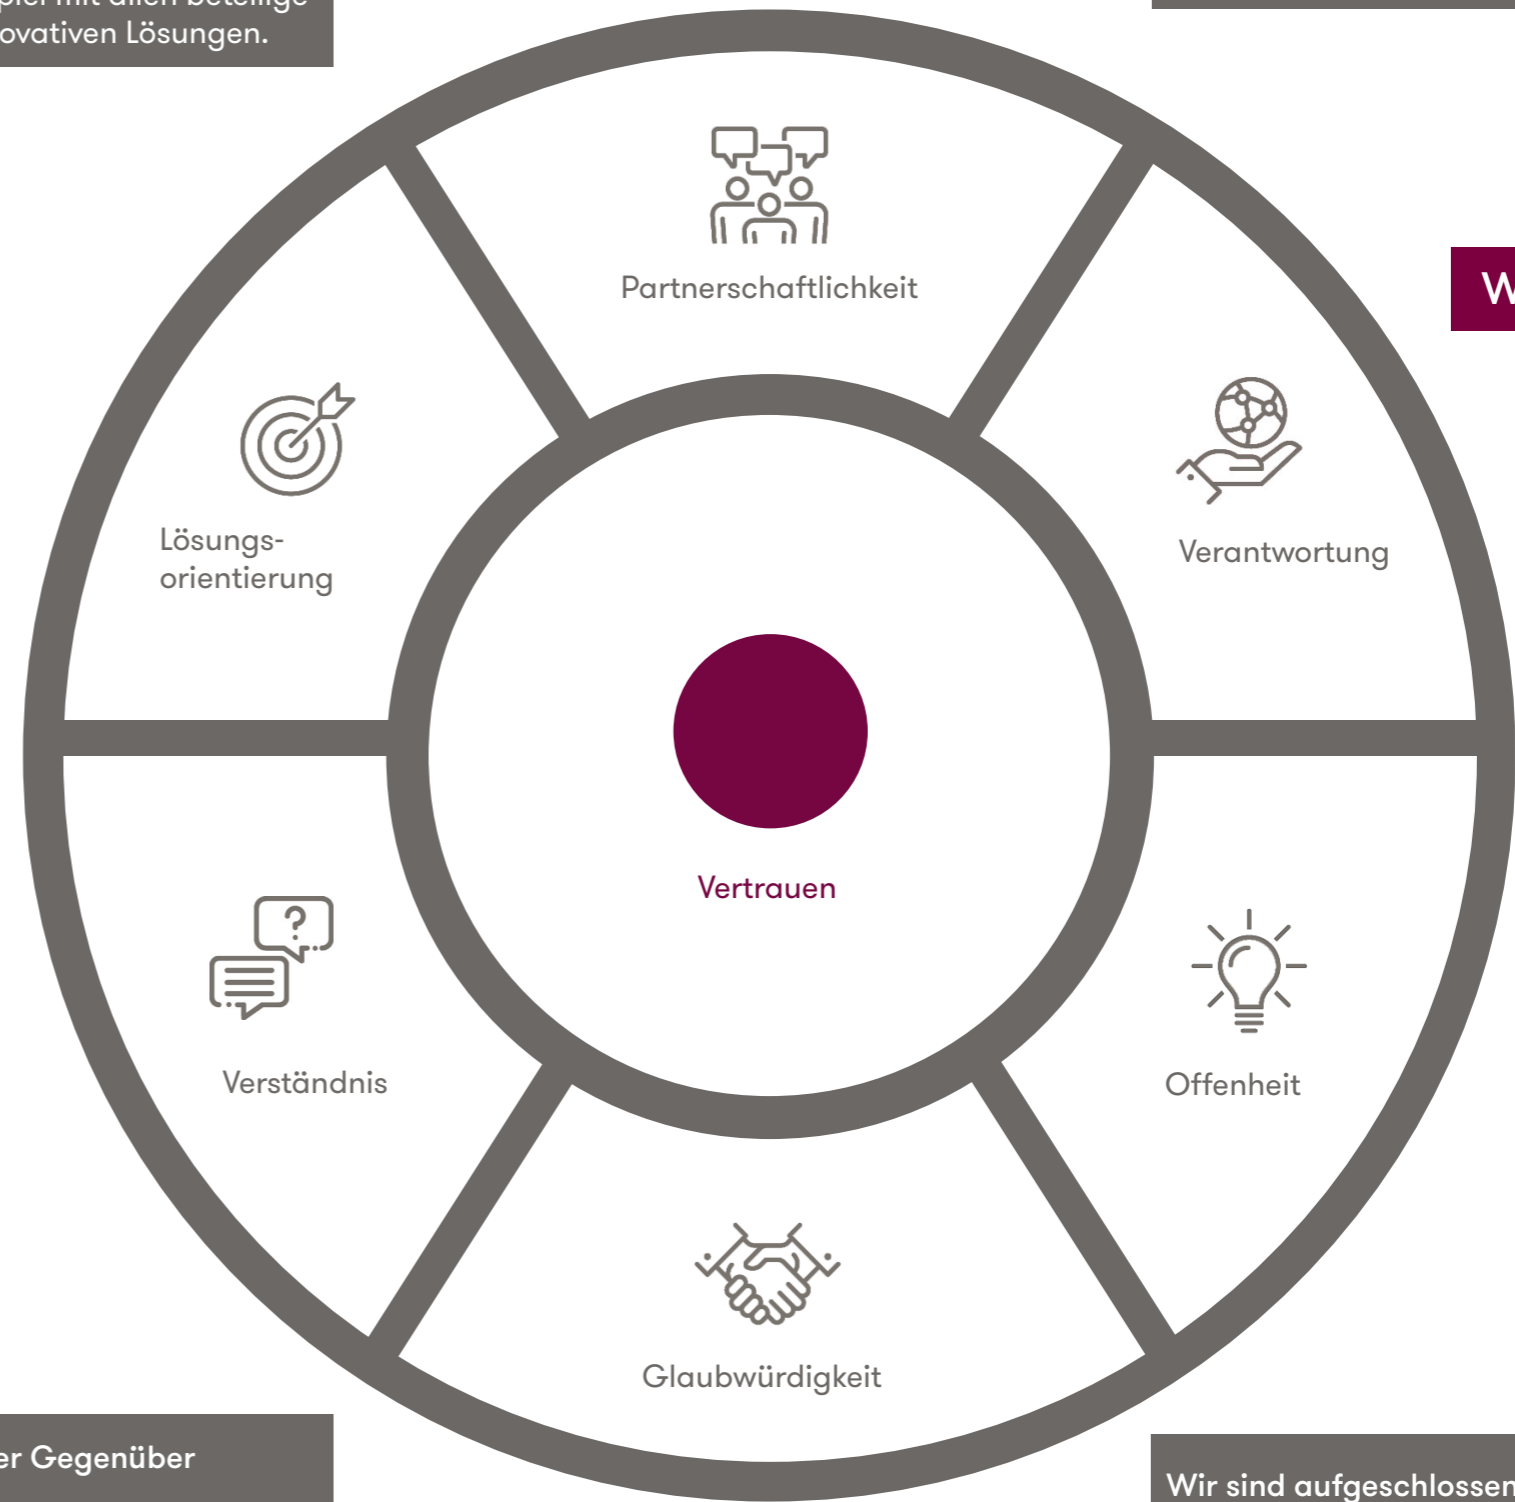 ovativen Lösungen.
Partnerschaftlichkeit
W
Lösungs-
orientierung
Verantwortung
Vertrauen
Verständnis
Offenheit
Glaubwürdigkeit
er Gegenüber
Wir sind aufgeschlossen